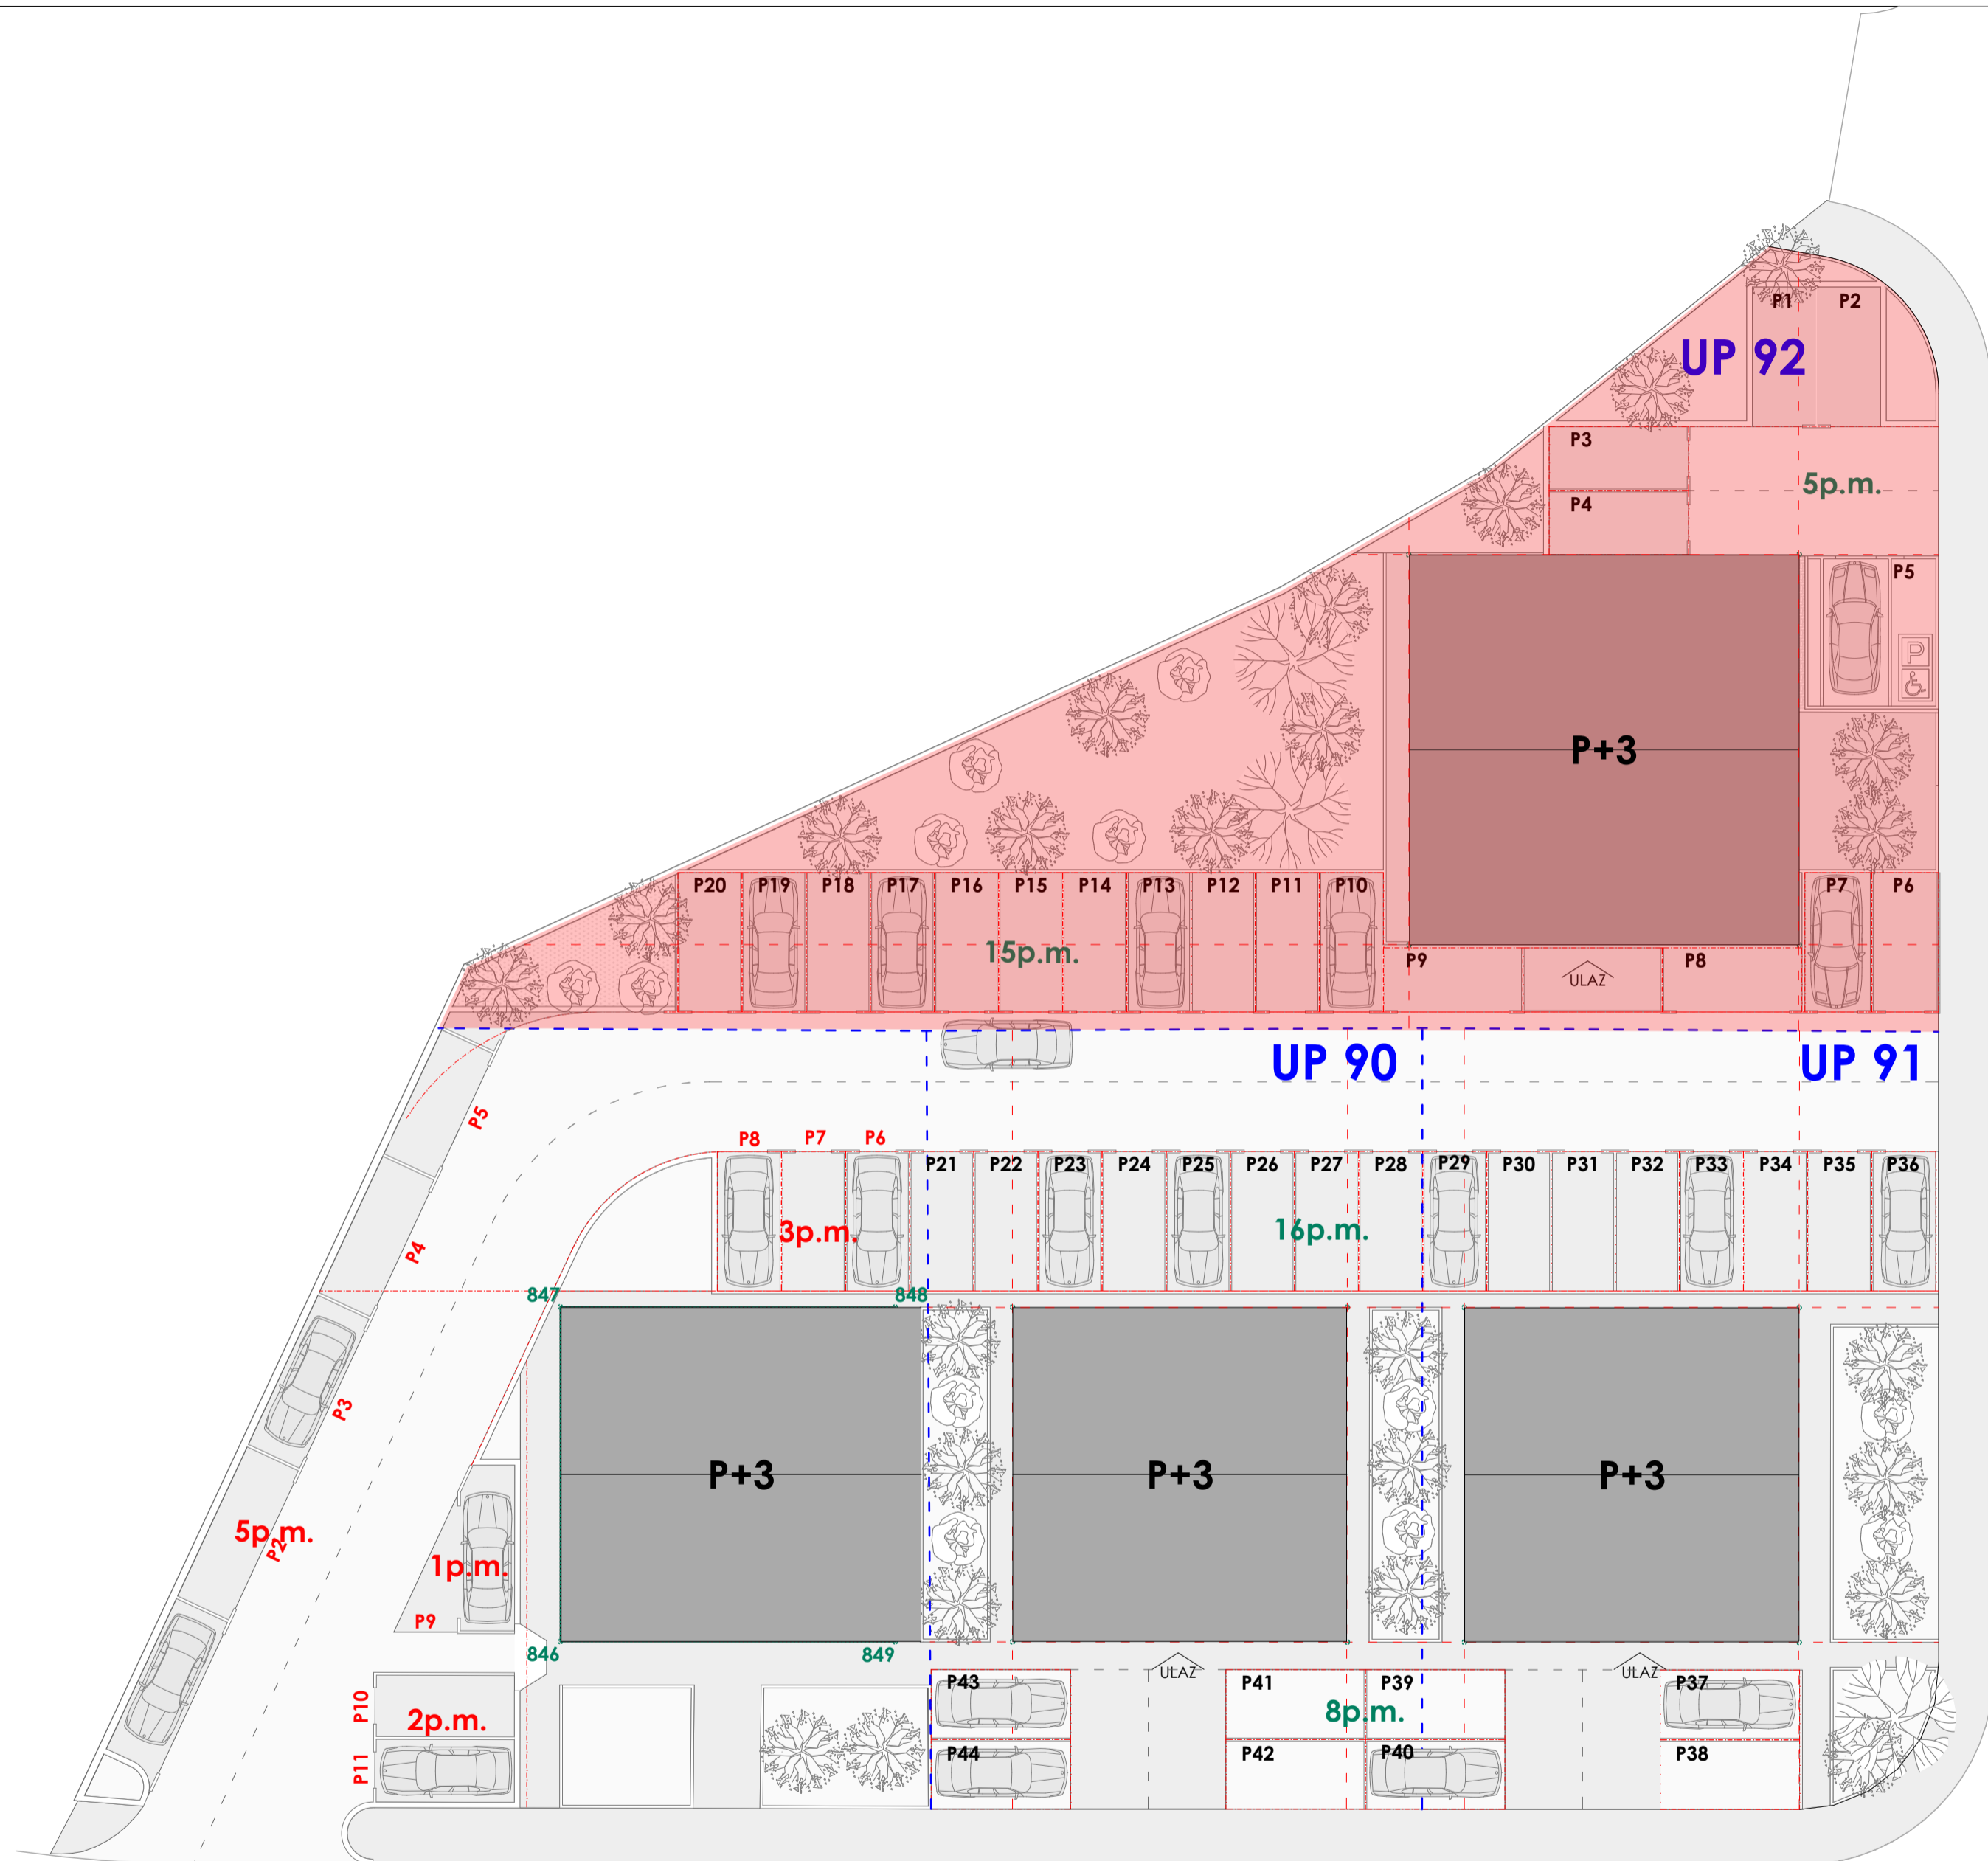 P1 P2
UP 92
P3
5p.m.
P4
P5
P
P+3
P20 P19 P18 P17 P16 P15 P14 P13 P12 P11 P10 P7 P6
15p.m.
P9 P8
ULAZ
UP 90 UP 91
P5
P8 P7 P6
P21 P22 P23 P24 P25 P26 P27 P28 P29 P30 P31 P32 P33 P34 P35 P36
3p.m. 16p.m.
P4
847 848
P3
P+3 P+3 P+3
5p.m.
P2
1p.m.
P9
846 849
ULAZ ULAZ
P43 P41 P39 P37
P10
2p.m. 8p.m.
P44 P42 P40 P38
P11